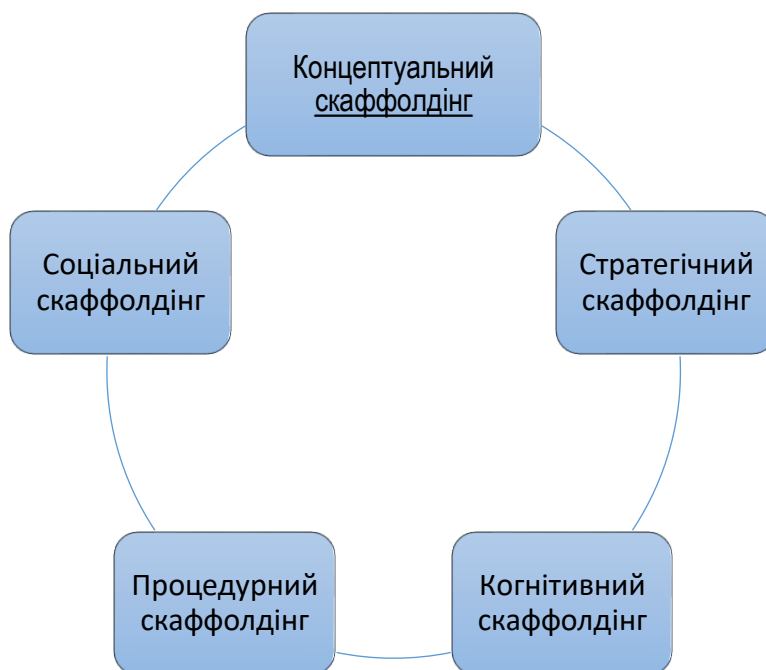 Концептуальний
скаффолдінг
Соціальний
скаффолдінг
Стратегічний
скаффолдінг
Процедурний
скаффолдінг
Когнітивний
скаффолдінг